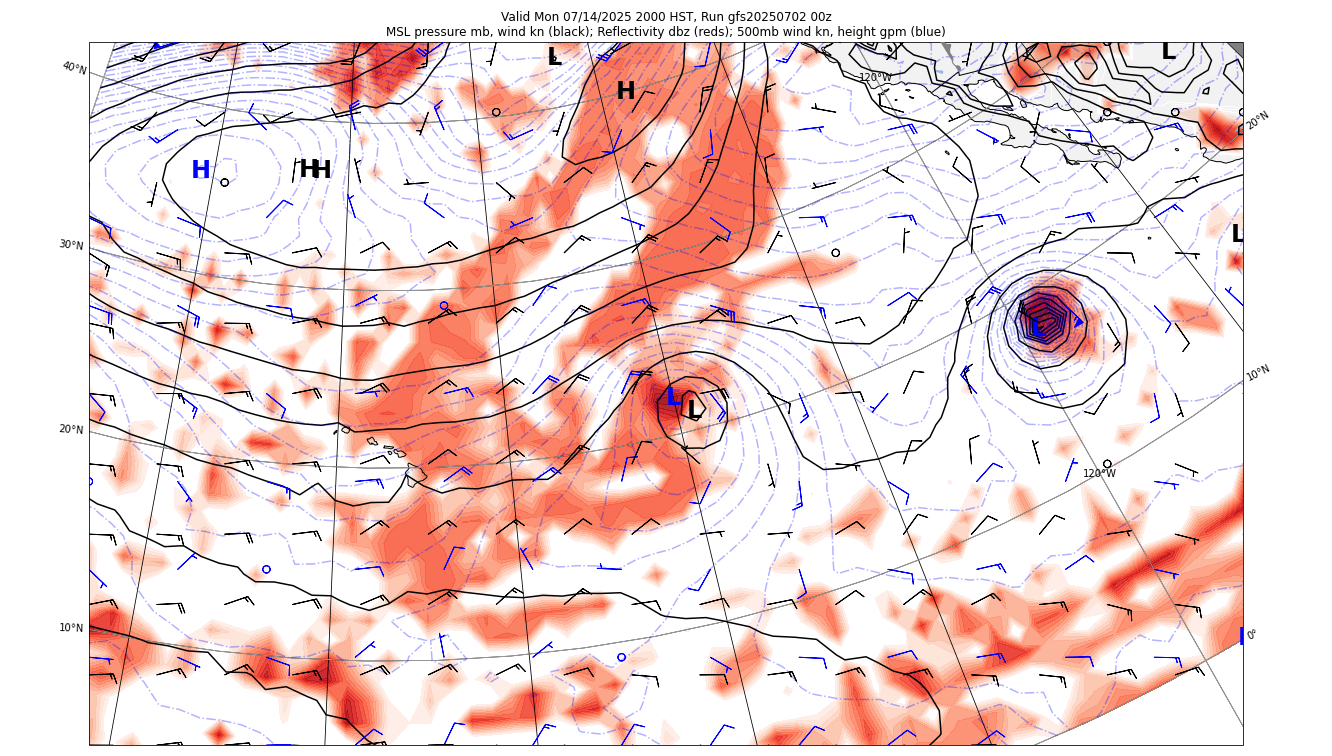 Valid Mon 07/14/2025 2000 HST, Run gfs20250702 00z
MSL pressure mb, wind kn (black); Reflectivity dbz (reds); 500mb wind kn, height gpm (blue)
L
L
40°N
120°W
H
20°N
H
HH
L
30°N
L
10°N
L
L
20°N
120°W
10°N
0°